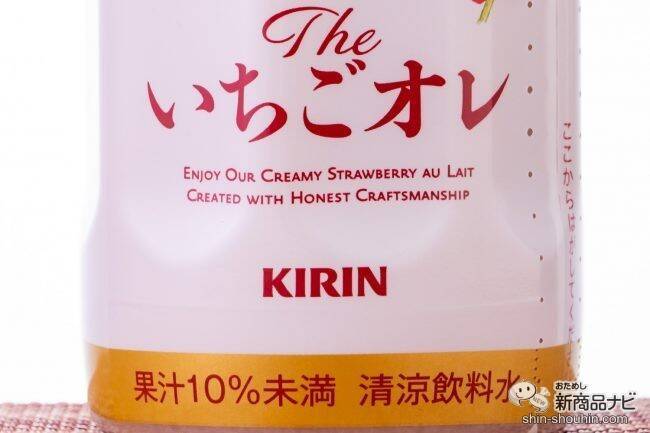 The
いちごオレ
ENJOY OUR CREAMY STRAWBERRY AU LAIT
CREATED WITH HONEST CRAFTSMANSHIP
KIRIN
果汁10%未満 清涼飲料水
ここからはがし
おためし
新商品ナビ
NEW
shin-shouhin.com